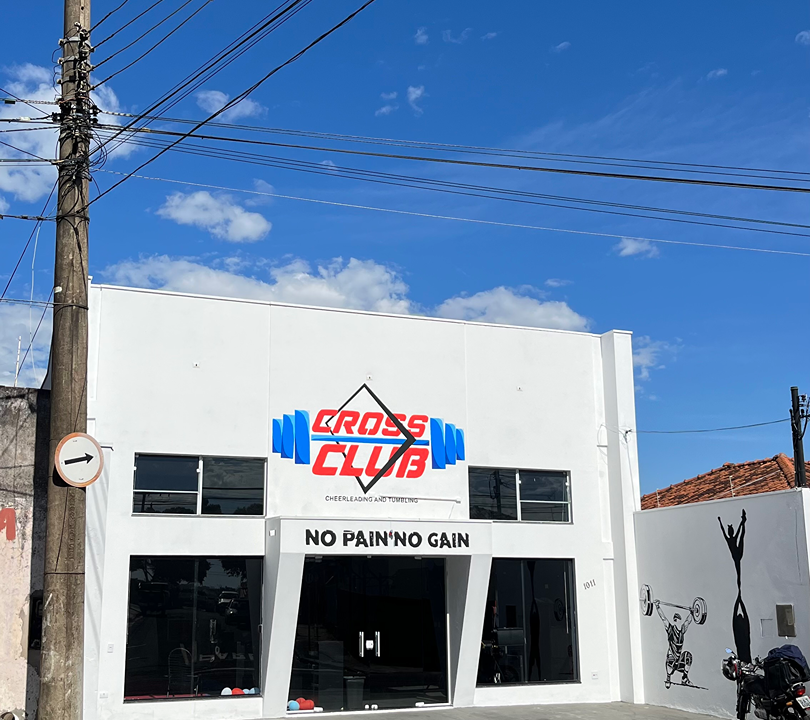 CROSS
CLUB
CHEERLEADING AND TUMBLING
NO PAIN NO GAIN
1011